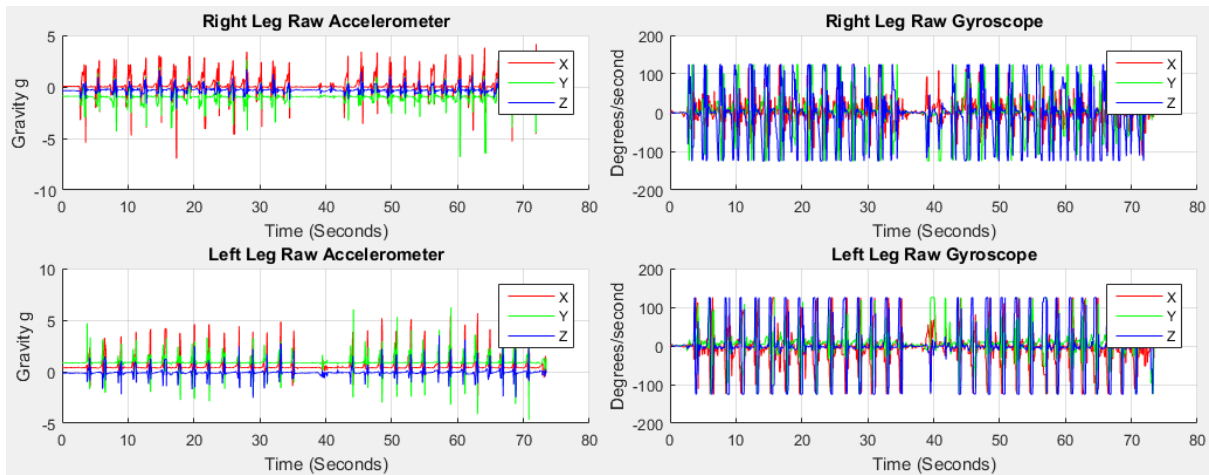 Right Leg Raw Accelerometer
5
0
-5
-10
Gravity g
X
Y
Z
0 10 20 30 40 50 60 70 80
Time (Seconds)
Right Leg Raw Gyroscope
200
100
0
-100
-200
Degrees/second
X
Y
Z
0 10 20 30 40 50 60 70 80
Time (Seconds)
Left Leg Raw Accelerometer
10
5
0
-5
Gravity g
X
Y
Z
0 10 20 30 40 50 60 70 80
Time (Seconds)
Left Leg Raw Gyroscope
200
100
0
-100
-200
Degrees/second
X
Y
Z
0 10 20 30 40 50 60 70 80
Time (Seconds)